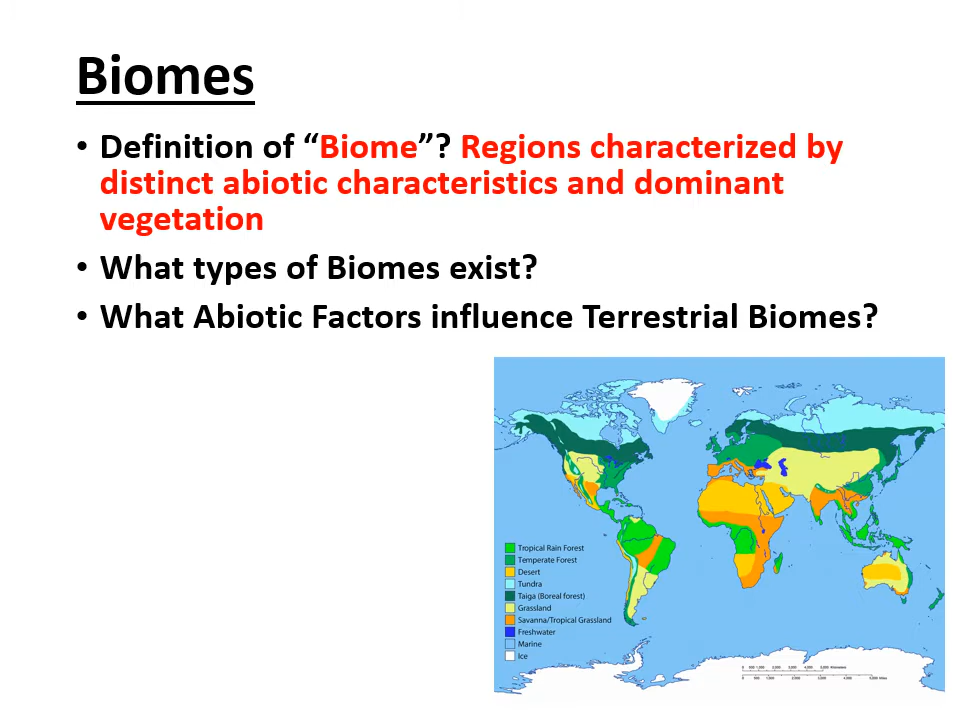 Biomes
• Definition of “Biome”? Regions characterized by
distinct abiotic characteristics and dominant
vegetation
• What types of Biomes exist?
• What Abiotic Factors influence Terrestrial Biomes?
Tropical Rain Forest
Temperate Forest
Desert
Tundra
Taiga (Boreal forest)
Grassland
Savanna/Tropical Grassland
Freshwater
Marine
Ice